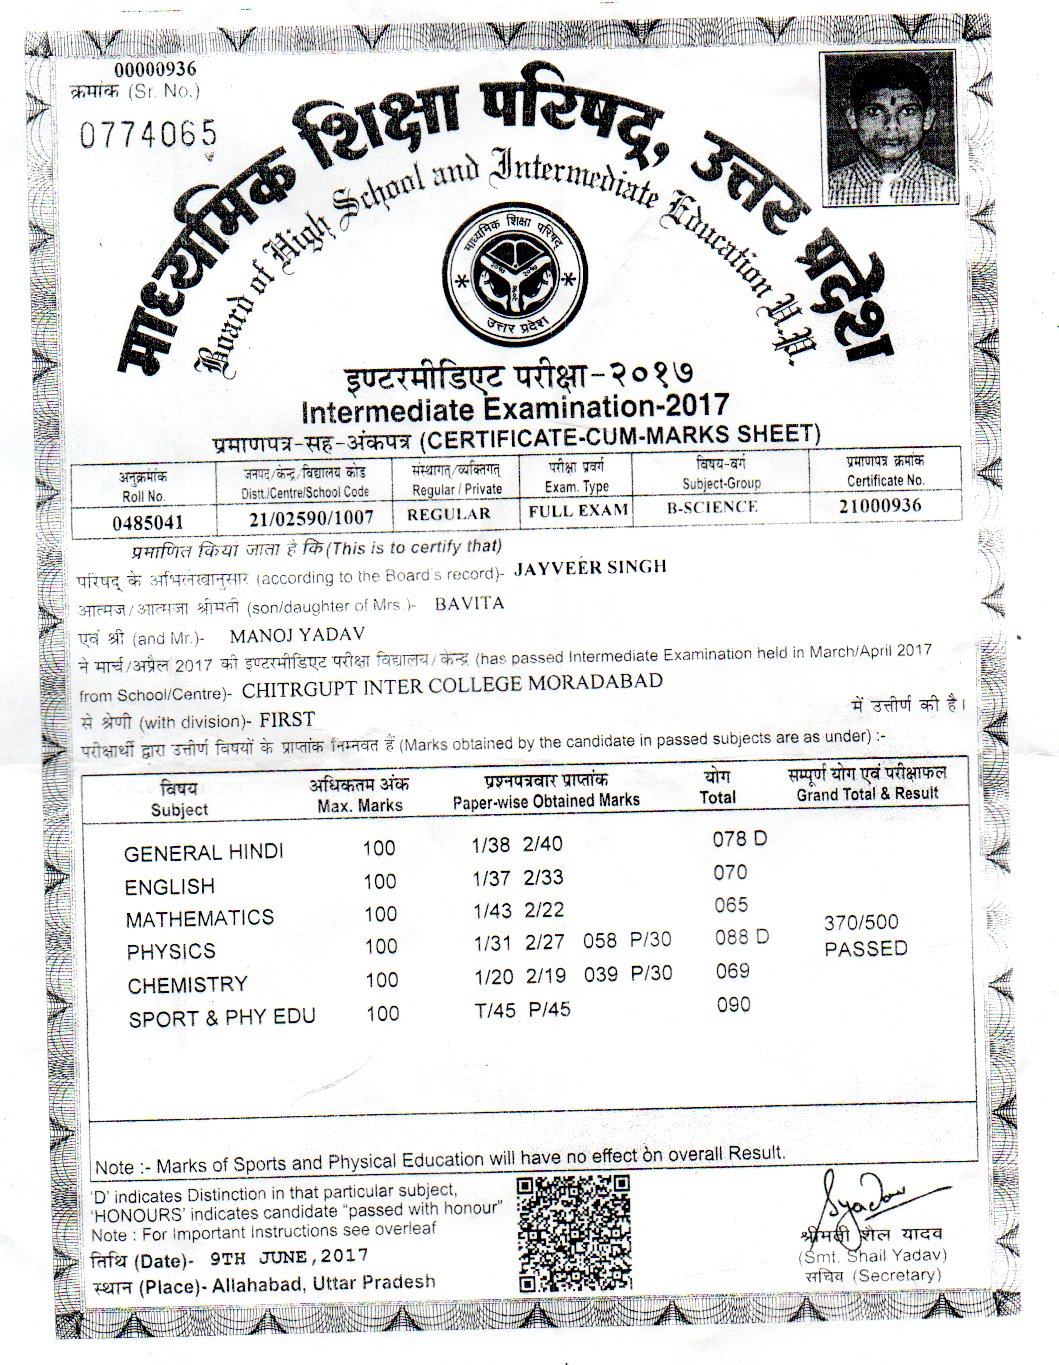 00000936
क्रमांक (Sr. No.)
0774065
माध्यमिक शिक्षा परिषद्, उत्तर प्रदेश
Board of High School and Intermediate Education U.P.
माध्यमिक शिक्षा परिषद्
उत्तर प्रदेश
इण्टरमीडिएट परीक्षा-२०१७
Intermediate Examination-2017
प्रमाणपत्र-सह-अंकपत्र (CERTIFICATE-CUM-MARKS SHEET)
अनुक्रमांक जनपद/केन्द्र/विद्यालय कोड संस्थागत/व्यक्तिगत परीक्षा प्रवर्ग विषय-वर्ग प्रमाणपत्र क्रमांक
Roll No. Distt./Centre/School Code Regular / Private Exam. Type Subject-Group Certificate No.
0485041 21/02590/1007 REGULAR FULL EXAM B-SCIENCE 21000936
प्रमाणित किया जाता है कि (This is to certify that)
परिषद् के अभिलेखानुसार (according to the Board's record)- JAYVEER SINGH
आत्मज/आत्मजा श्रीमती (son/daughter of Mrs.)- BAVITA
एवं श्री (and Mr.)- MANOJ YADAV
ने मार्च/अप्रैल 2017 की इण्टरमीडिएट परीक्षा विद्यालय/केन्द्र (has passed Intermediate Examination held in March/April 2017
from School/Centre)- CHITRGUPT INTER COLLEGE MORADABAD
से श्रेणी (with division)- FIRST में उत्तीर्ण की है।
परीक्षार्थी द्वारा उत्तीर्ण विषयों के प्राप्तांक निम्नवत हैं (Marks obtained by the candidate in passed subjects are as under) :-
विषय अधिकतम अंक प्रश्नपत्रवार प्राप्तांक योग सम्पूर्ण योग एवं परीक्षाफल
Subject Max. Marks Paper-wise Obtained Marks Total Grand Total & Result
GENERAL HINDI 100 1/38 2/40 078 D
ENGLISH 100 1/37 2/33 070
MATHEMATICS 100 1/43 2/22 065
370/500
PHYSICS 100 1/31 2/27 058 P/30 088 D
PASSED
CHEMISTRY 100 1/20 2/19 039 P/30 069
SPORT & PHY EDU 100 T/45 P/45 090
Note :- Marks of Sports and Physical Education will have no effect on overall Result.
'D' indicates Distinction in that particular subject,
'HONOURS' indicates candidate "passed with honour"
Note : For Important Instructions see overleaf
तिथि (Date)- 9TH JUNE, 2017
स्थान (Place)- Allahabad, Uttar Pradesh
Syadav
श्रीमती शैल यादव
(Smt. Shail Yadav)
सचिव (Secretary)